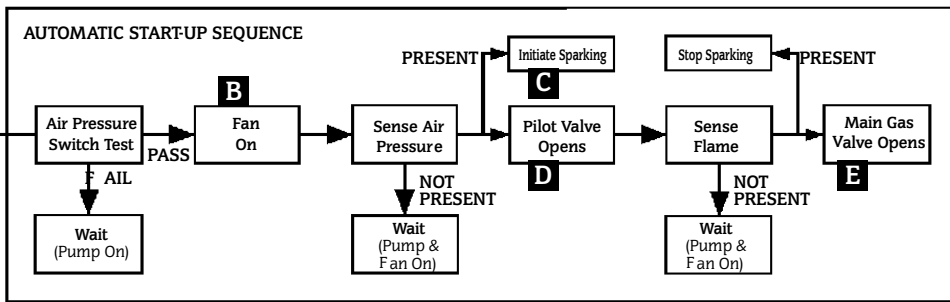 AUTOMATIC START-UP SEQUENCE
PRESENT
Initiate Sparking
C
Stop Sparking
PRESENT
B
Air Pressure
Switch Test
PASS
Fan
On
Sense Air
Pressure
Pilot Valve
Opens
D
Sense
Flame
Main Gas
Valve Opens
E
F AIL
NOT
PRESENT
NOT
PRESENT
Wait
(Pump On)
Wait
(Pump &
Fan On)
Wait
(Pump &
Fan On)